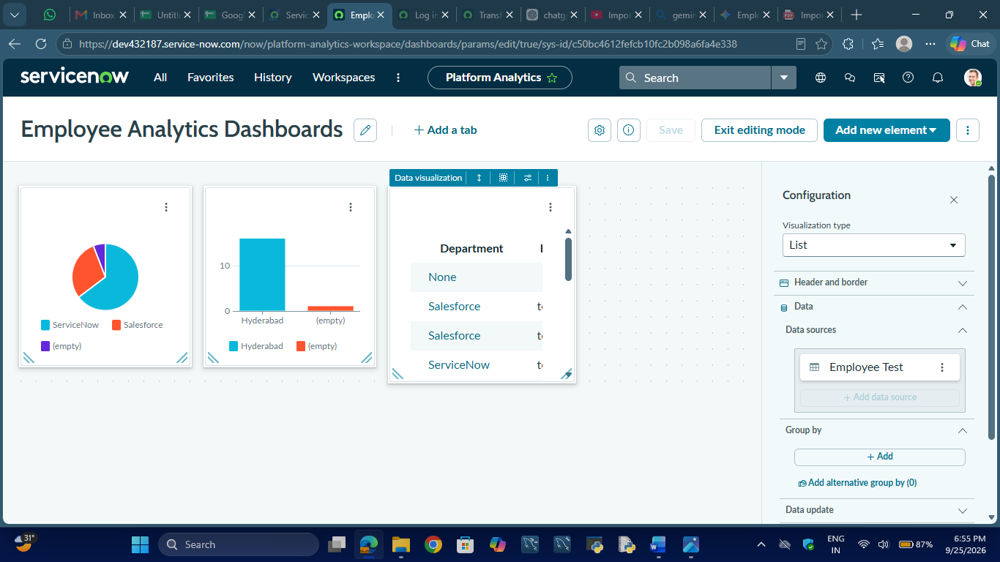 Inbox
Untitl
Goog
Servic
Emplo
Log in
Transf
chatg
Impor
gemin
Emplo
Impor
https://dev432187.service-now.com/now/platform-analytics-workspace/dashboards/params/edit/true/sys-id/c50bc4612fefcb10fc2b098a6fa4e338
Chat
servicenow All Favorites History Workspaces Platform Analytics Search
Employee Analytics Dashboards + Add a tab Save Exit editing mode Add new element
Data visualization
ServiceNow Salesforce
(empty)
10
0
Hyderabad (empty)
Hyderabad (empty)
Department
None
Salesforce
Salesforce
ServiceNow
Configuration
Visualization type
List
Header and border
Data
Data sources
Employee Test
+ Add data source
Group by
+ Add
Add alternative group by (0)
Data update
31°
Search
ENG
IN
87%
6:55 PM
9/25/2026